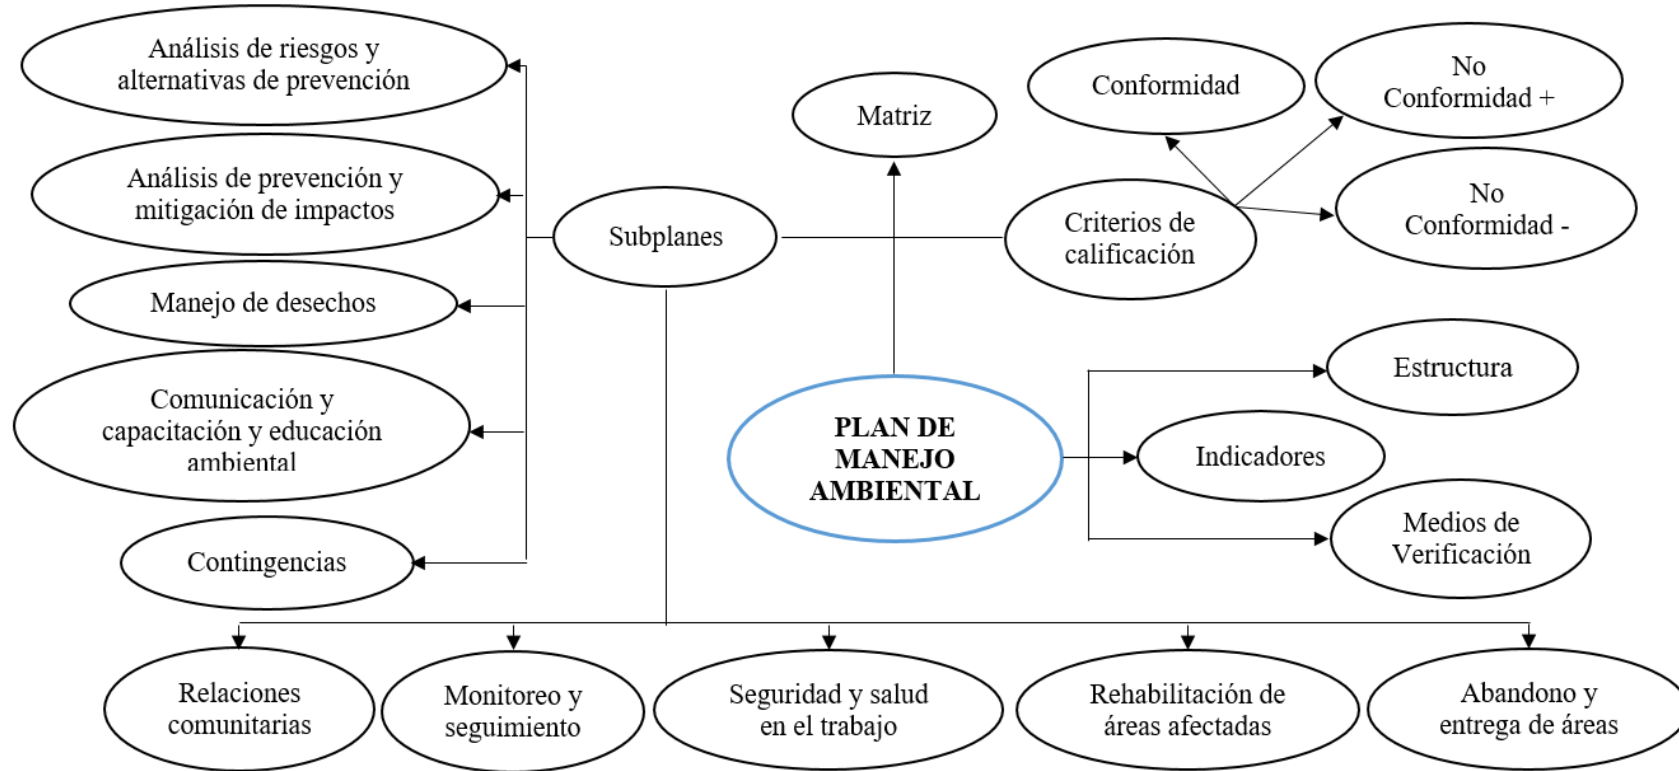 Análisis de riesgos y
alternativas de prevención
Análisis de prevención y
mitigación de impactos
Manejo de desechos
Comunicación y
capacitación y educación
ambiental
Contingencias
Subplanes
Matriz
Conformidad
No
Conformidad +
No
Conformidad -
Criterios de
calificación
PLAN DE
MANEJO
AMBIENTAL
Estructura
Indicadores
Medios de
Verificación
Relaciones
comunitarias
Monitoreo y
seguimiento
Seguridad y salud
en el trabajo
Rehabilitación de
áreas afectadas
Abandono y
entrega de áreas